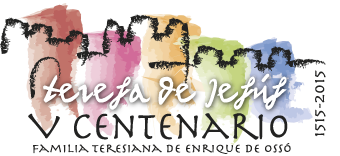 teresa de Jesús
V CENTENARIO
FAMILIA TERESIANA DE ENRIQUE DE OSSÓ
1515-2015